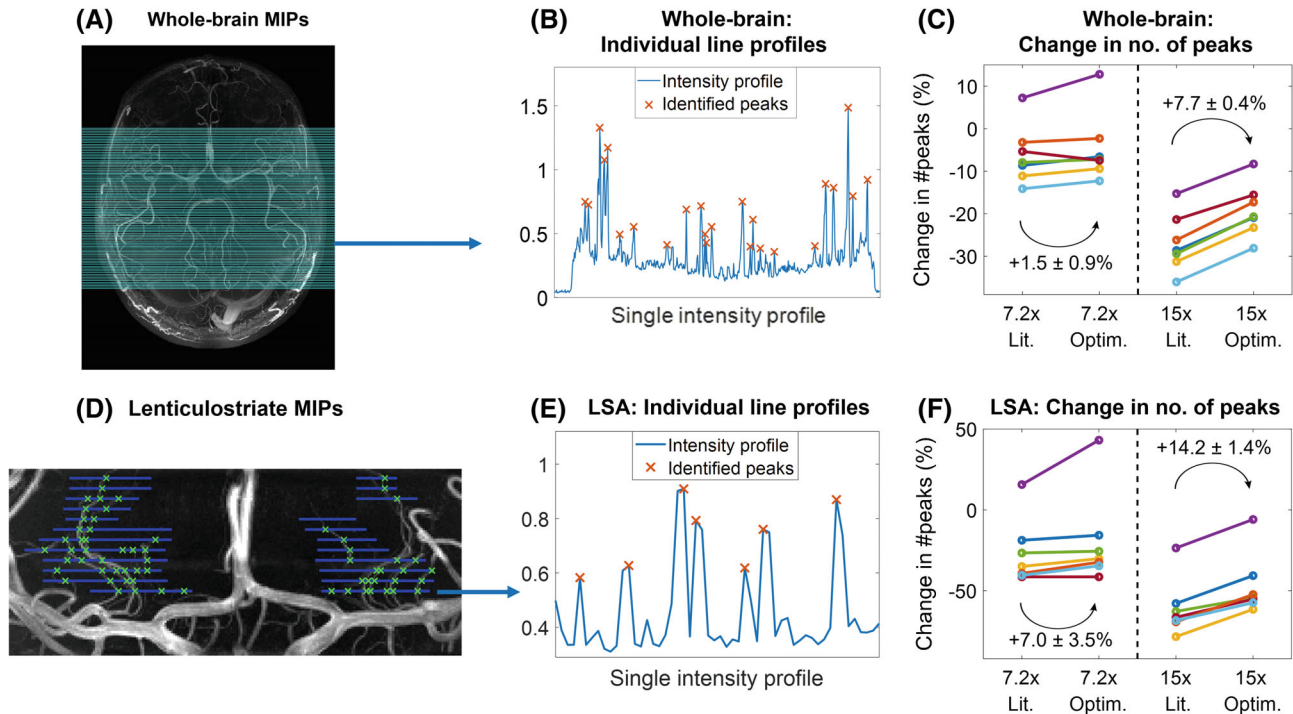 (A)
Whole-brain MIPs
(B)
Whole-brain:
Individual line profiles
Intensity profile
Identified peaks
1.5
1
0.5
0
Single intensity profile
(C)
Whole-brain:
Change in no. of peaks
Change in #peaks (%)
10
0
-10
-20
-30
+7.7 ± 0.4%
+1.5 ± 0.9%
7.2x
Lit.
7.2x
Optim.
15x
Lit.
15x
Optim.
(D)
Lenticulostriate MIPs
(E)
LSA: Individual line profiles
Intensity profile
Identified peaks
1
0.8
0.6
0.4
Single intensity profile
(F)
LSA: Change in no. of peaks
Change in #peaks (%)
50
0
-50
+14.2 ± 1.4%
+7.0 ± 3.5%
7.2x
Lit.
7.2x
Optim.
15x
Lit.
15x
Optim.